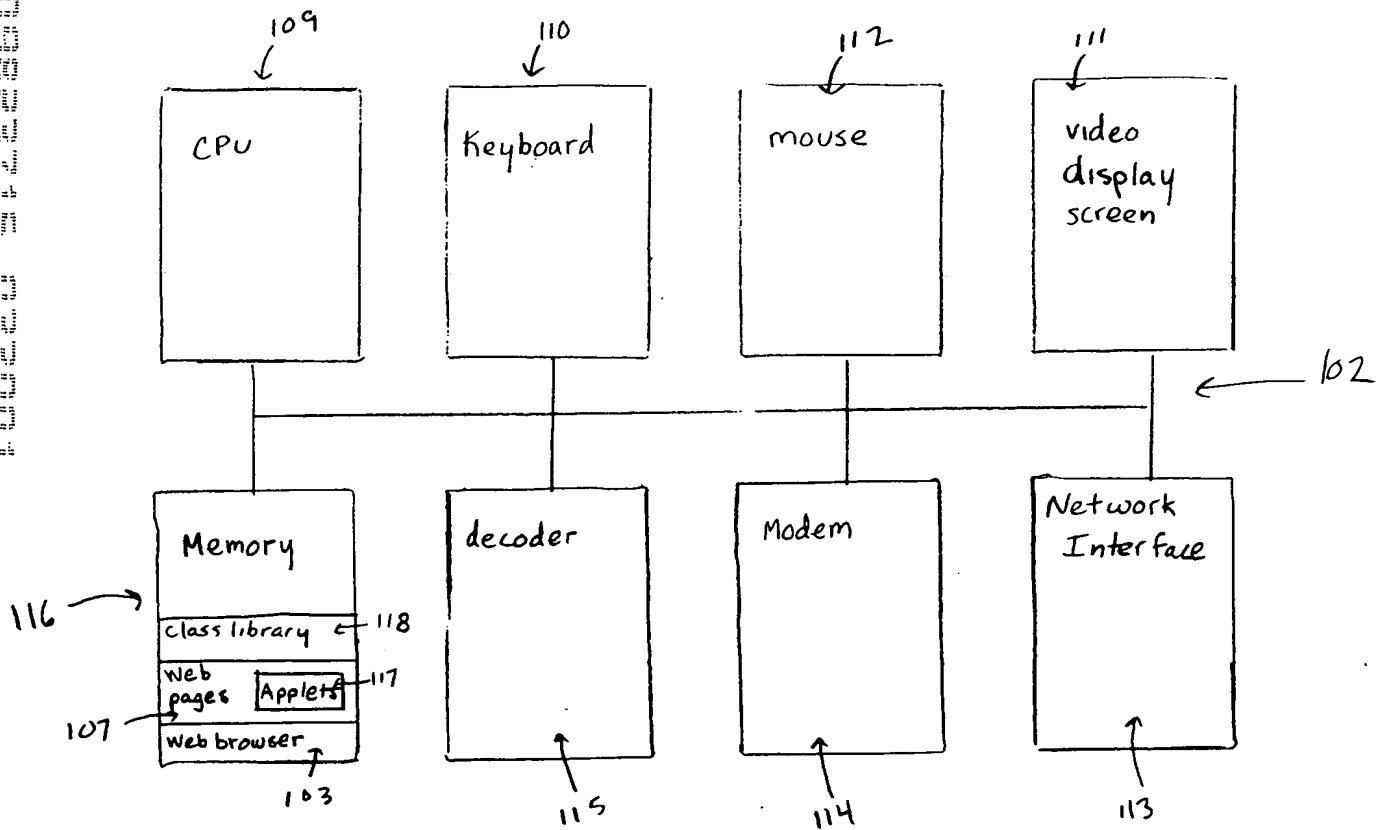 109
110
112
111
CPU
Keyboard
mouse
video
display
screen
102
Memory
decoder
Modem
Network
Interface
116
class library
118
Web
pages
Applets
117
107
Web browser
103
115
114
113